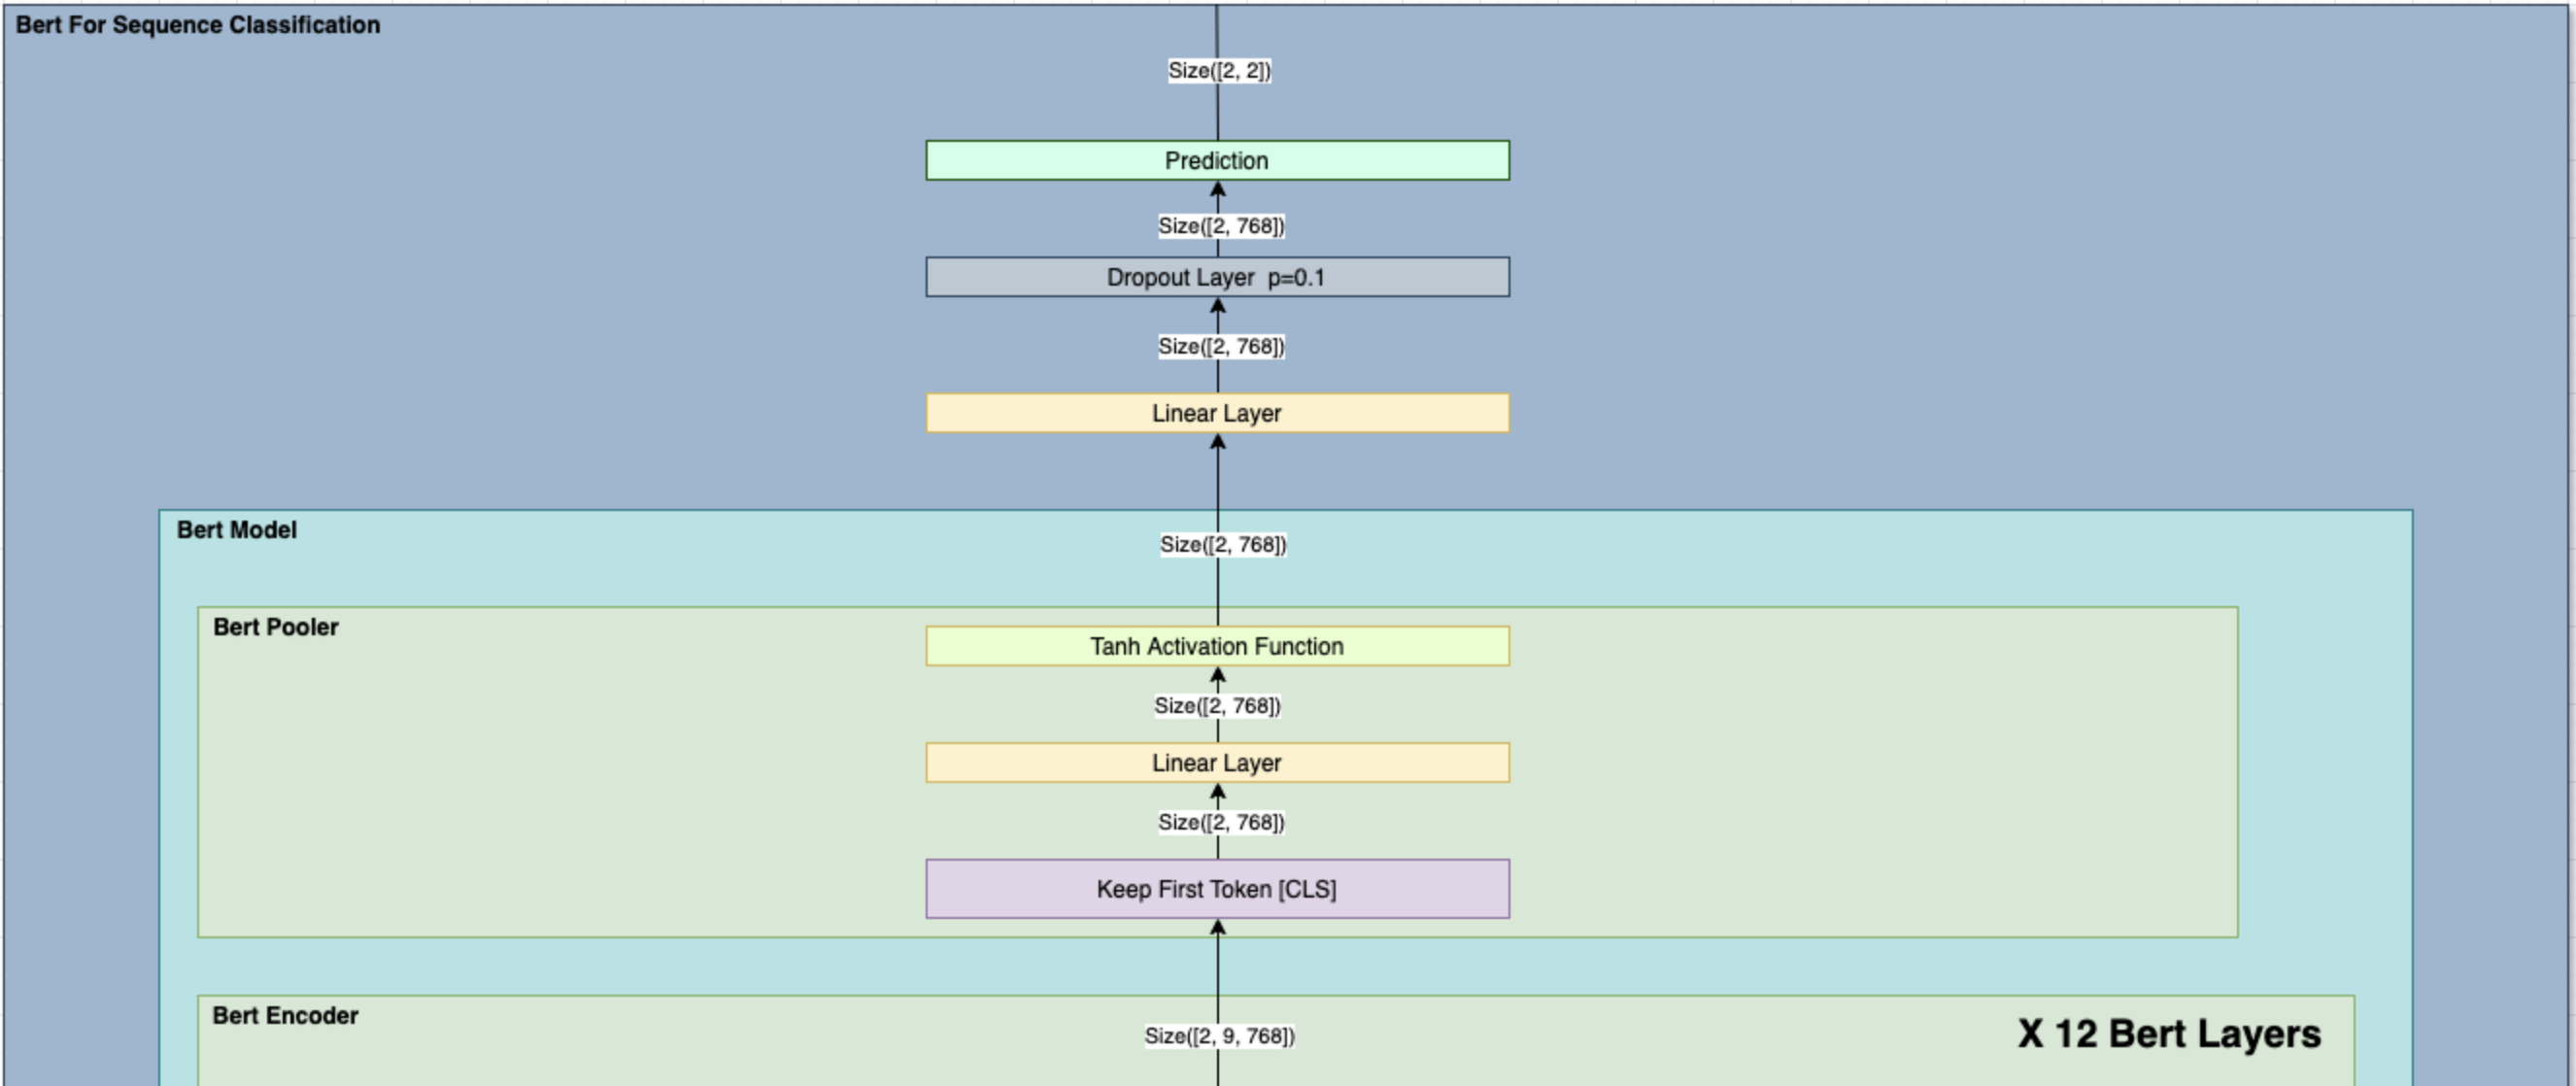 Bert For Sequence Classification
Size([2, 2])
Prediction
Size([2, 768])
Dropout Layer  p=0.1
Size([2, 768])
Linear Layer
Bert Model
Size([2, 768])
Bert Pooler
Tanh Activation Function
Size([2, 768])
Linear Layer
Size([2, 768])
Keep First Token [CLS]
Bert Encoder
X 12 Bert Layers
Size([2, 9, 768])